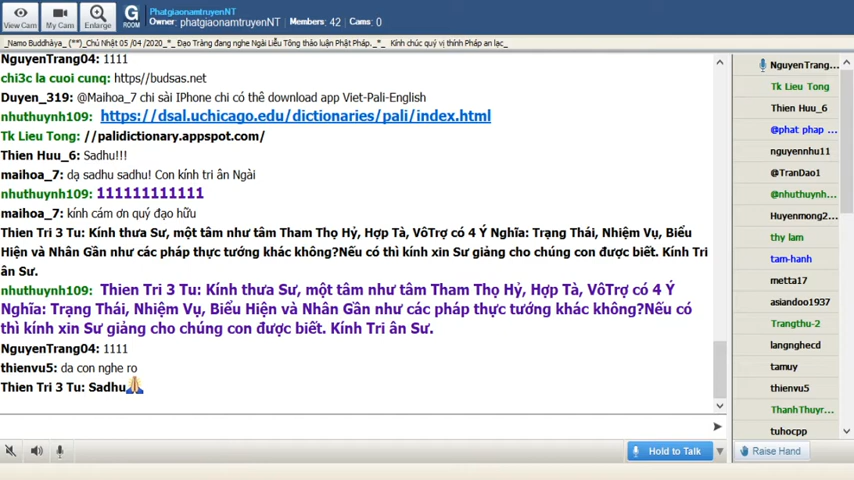 View Cam
My Cam
Enlarge
G
ROOM
PhatgiaonamtruyenNT
Owner: phatgiaonamtruyenNT Members: 42 Cams: 0
_Namo Buddhàya_ (**)_Chủ Nhật 05 /04 /2020_*_ Đạo Tràng đang nghe Ngài Liễu Tông thảo luận Phật Pháp._*_ Kính chúc quý vị thính Pháp an lạc_
NguyenTrang04: 1111
chi3c la cuoi cunq: https//budsas.net
Duyen_319: @Maihoa_7 chi sài IPhone chi có thê download app Viet-Pali-English
nhuthuynh109: https://dsal.uchicago.edu/dictionaries/pali/index.html
Tk Lieu Tong: //palidictionary.appspot.com/
Thien Huu_6: Sadhu!!!
maihoa_7: dạ sadhu sadhu! Con kính tri ân Ngài
nhuthuynh109: 111111111111
maihoa_7: kính cám ơn quý đạo hữu
Thien Tri 3 Tu: Kính thưa Sư, một tâm như tâm Tham Thọ Hỷ, Hợp Tà, VôTrợ có 4 Ý Nghĩa: Trạng Thái, Nhiệm Vụ, Biểu
Hiện và Nhân Gần như các pháp thực tướng khác không?Nếu có thì kính xin Sư giảng cho chúng con được biết. Kính Tri
ân Sư.
nhuthuynh109: Thien Tri 3 Tu: Kính thưa Sư, một tâm như tâm Tham Thọ Hỷ, Hợp Tà, VôTrợ có 4 Ý
Nghĩa: Trạng Thái, Nhiệm Vụ, Biểu Hiện và Nhân Gần như các pháp thực tướng khác không?Nếu có
thì kính xin Sư giảng cho chúng con được biết. Kính Tri ân Sư.
NguyenTrang04: 1111
thienvu5: da con nghe ro
Thien Tri 3 Tu: Sadhu🙏
Hold to Talk
NguyenTrang...
Tk Lieu Tong
Thien Huu_6
@phat phap ...
nguyennhu11
@TranDao1
@nhuthuynh...
Huyenmong2...
thy lam
tam-hanh
metta17
asiandoo1937
Trangthu-2
langnghecd
tamuy
thienvu5
ThanhThuyr...
tuhocpp
Raise Hand